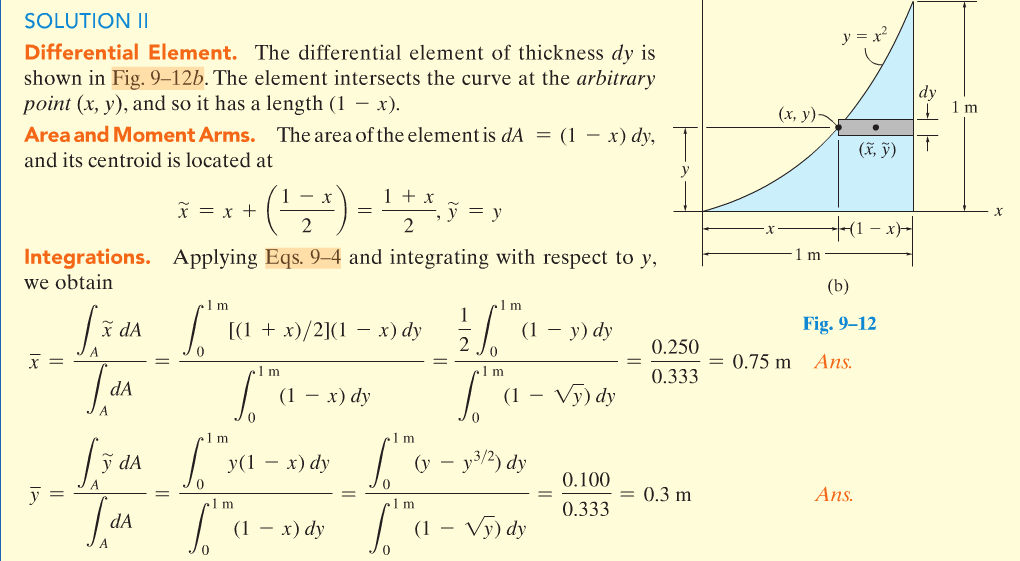 SOLUTION II
Differential Element. The differential element of thickness dy is
shown in Fig. 9–12b. The element intersects the curve at the arbitrary
point (x, y), and so it has a length (1 − x).
Area and Moment Arms. The area of the element is dA = (1 − x) dy,
and its centroid is located at
x̃ = x + ((1 − x)/2) = (1 + x)/2, ỹ = y
Integrations. Applying Eqs. 9–4 and integrating with respect to y,
we obtain
x̄ = ∫_A x̃ dA / ∫_A dA = ∫_0^{1 m} [(1 + x)/2](1 − x) dy / ∫_0^{1 m} (1 − x) dy = (1/2) ∫_0^{1 m} (1 − y) dy / ∫_0^{1 m} (1 − √y) dy = 0.250/0.333 = 0.75 m Ans.
ȳ = ∫_A ỹ dA / ∫_A dA = ∫_0^{1 m} y(1 − x) dy / ∫_0^{1 m} (1 − x) dy = ∫_0^{1 m} (y − y^{3/2}) dy / ∫_0^{1 m} (1 − √y) dy = 0.100/0.333 = 0.3 m Ans.
y = x²
dy
1 m
(x, y)
(x̃, ỹ)
y
x
x
(1 − x)
1 m
(b)
Fig. 9–12